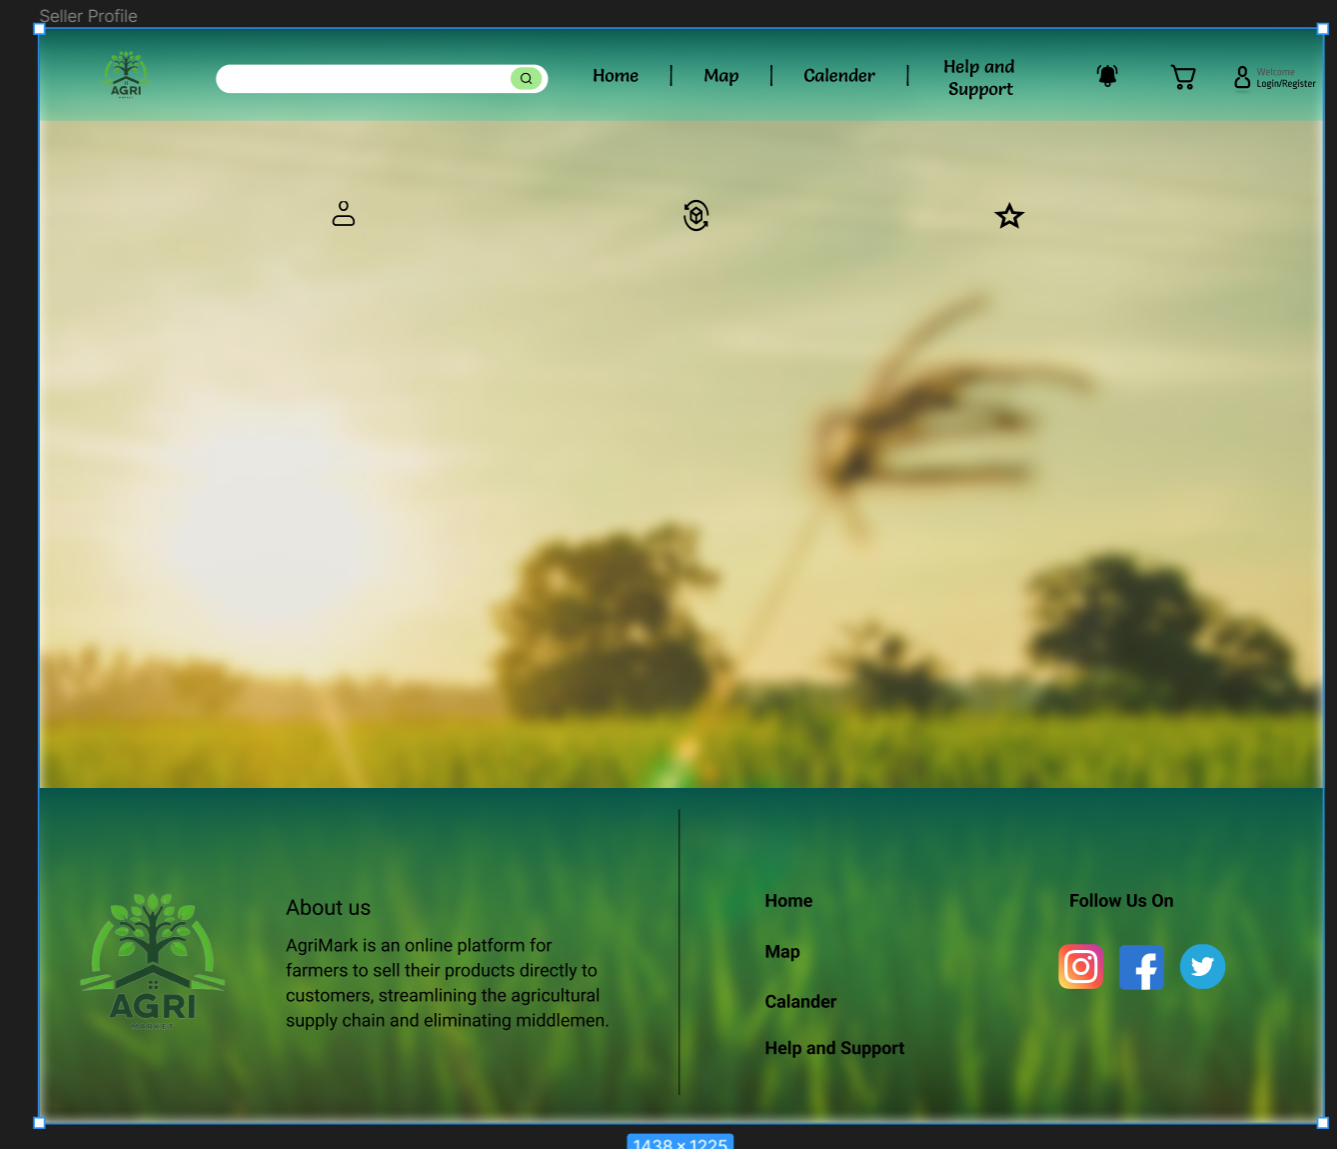 Seller Profile
AGRI
MARKET
Home
Map
Calender
Help and
Support
Welcome
Login/Register
About us
AgriMark is an online platform for
farmers to sell their products directly to
customers, streamlining the agricultural
supply chain and eliminating middlemen.
AGRI
MARKET
Home
Map
Calander
Help and Support
Follow Us On
1438 × 1225